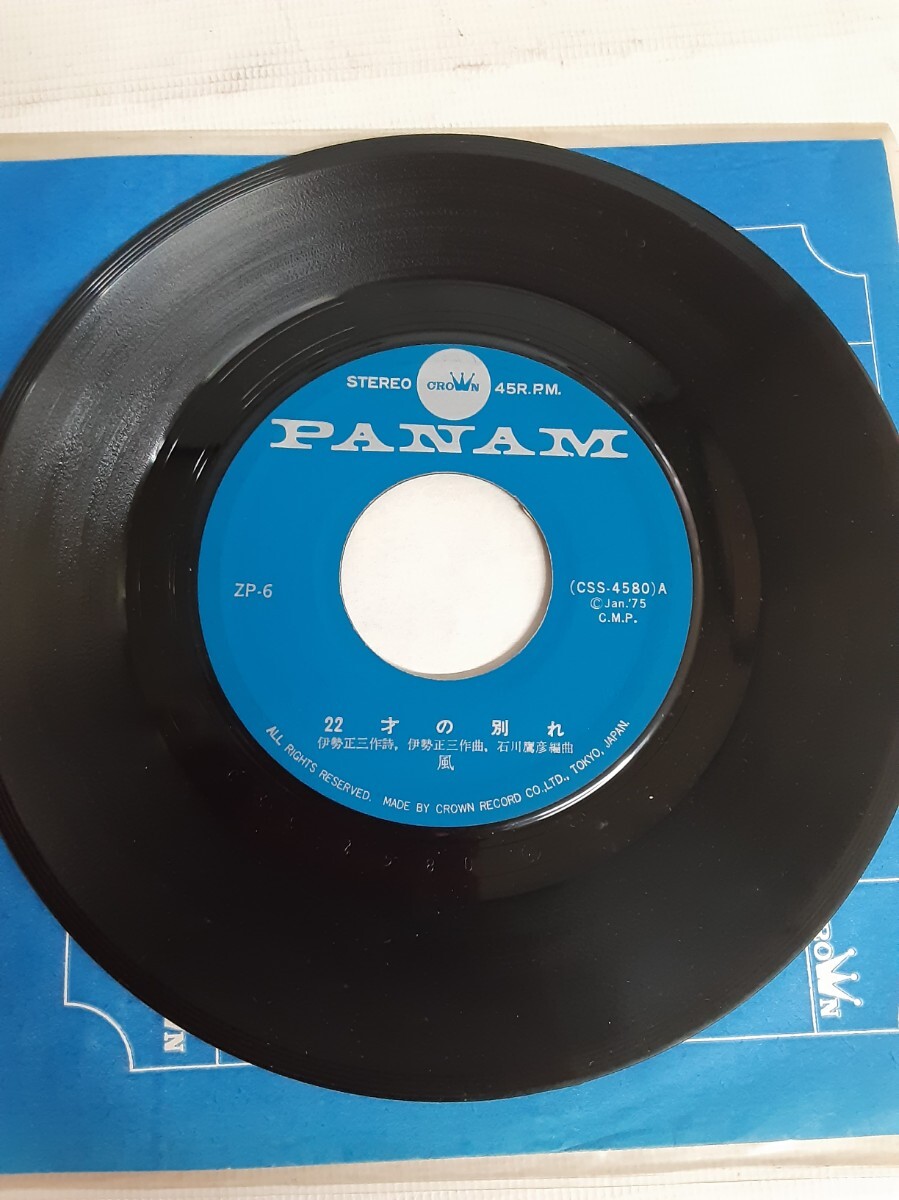 STEREO CROWN 45R.P.M.
PANAM
ZP-6
(CSS-4580)A
©Jan.'75
C.M.P.
22才の別れ
伊勢正三作詩, 伊勢正三作曲, 石川鷹彦編曲
風
ALL RIGHTS RESERVED. MADE BY CROWN RECORD CO.,LTD., TOKYO, JAPAN.